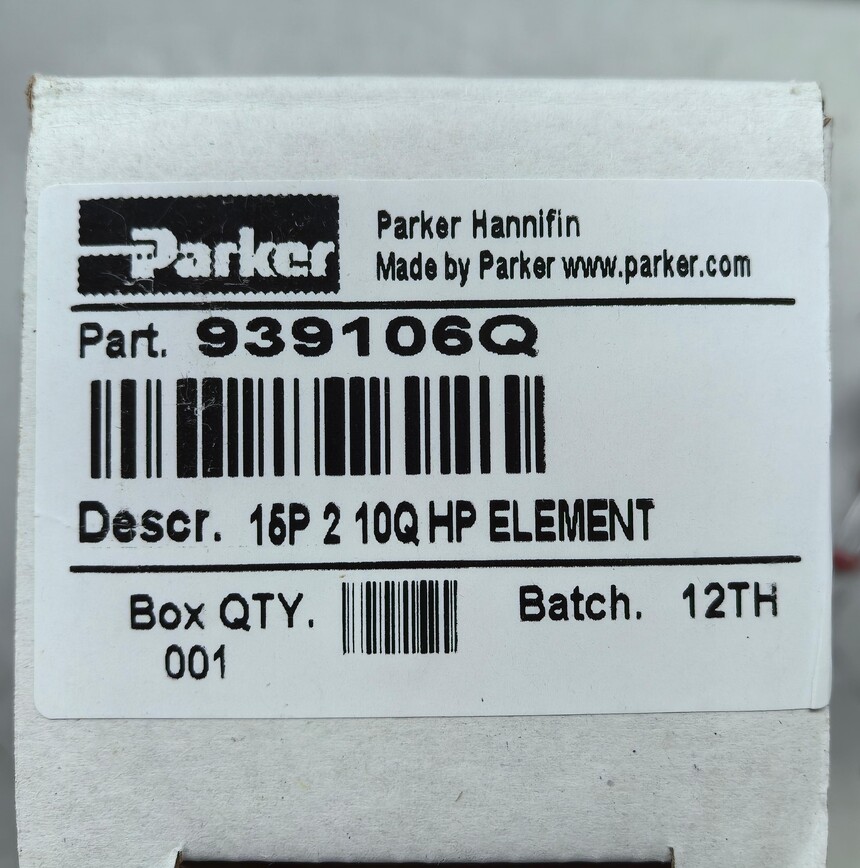 Parker
Parker Hannifin
Made by Parker www.parker.com
Part. 939106Q
Descr. 15P 2 10Q HP ELEMENT
Box QTY.
001
Batch. 12TH